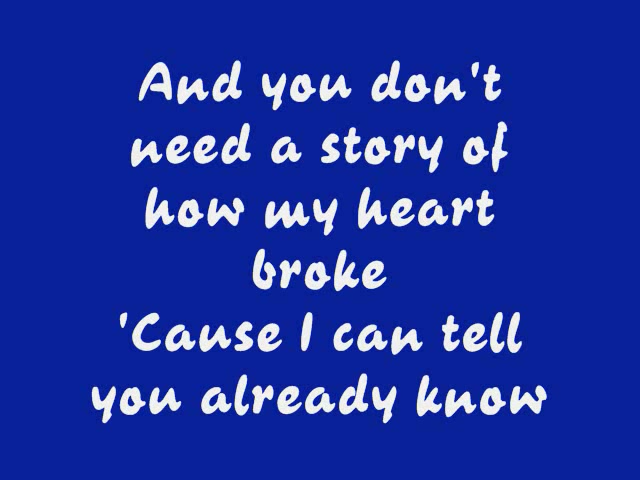 And you don't
need a story of
how my heart
broke
'Cause I can tell
you already know